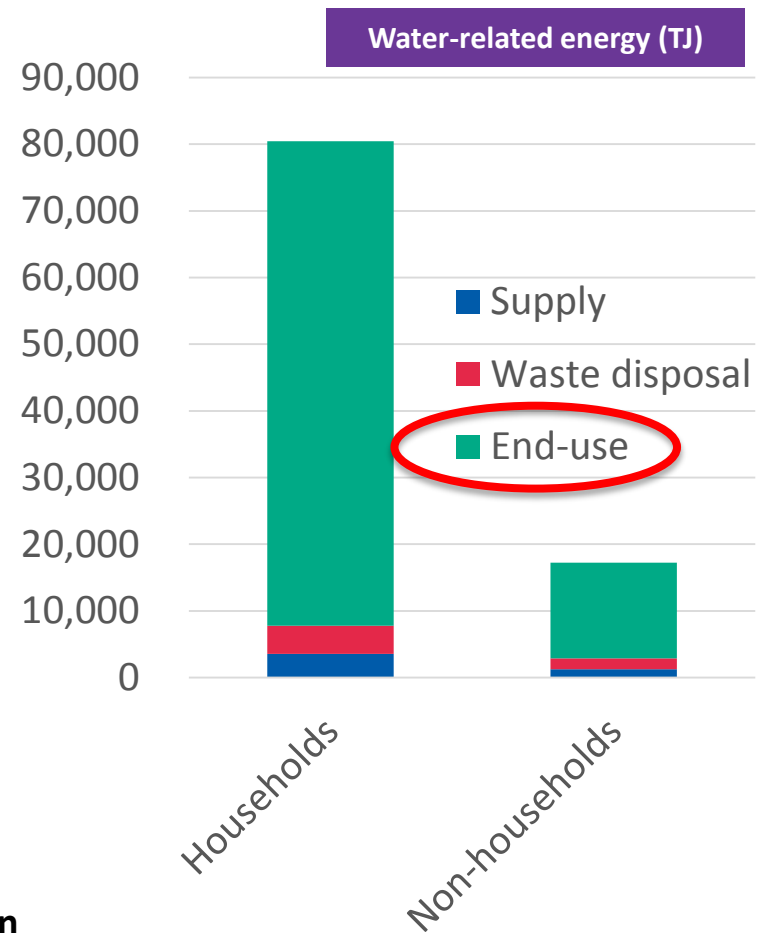 Water-related energy (TJ)
90,000
80,000
70,000
60,000
50,000
40,000
30,000
20,000
10,000
0
Supply
Waste disposal
End-use
Households
Non-households
n